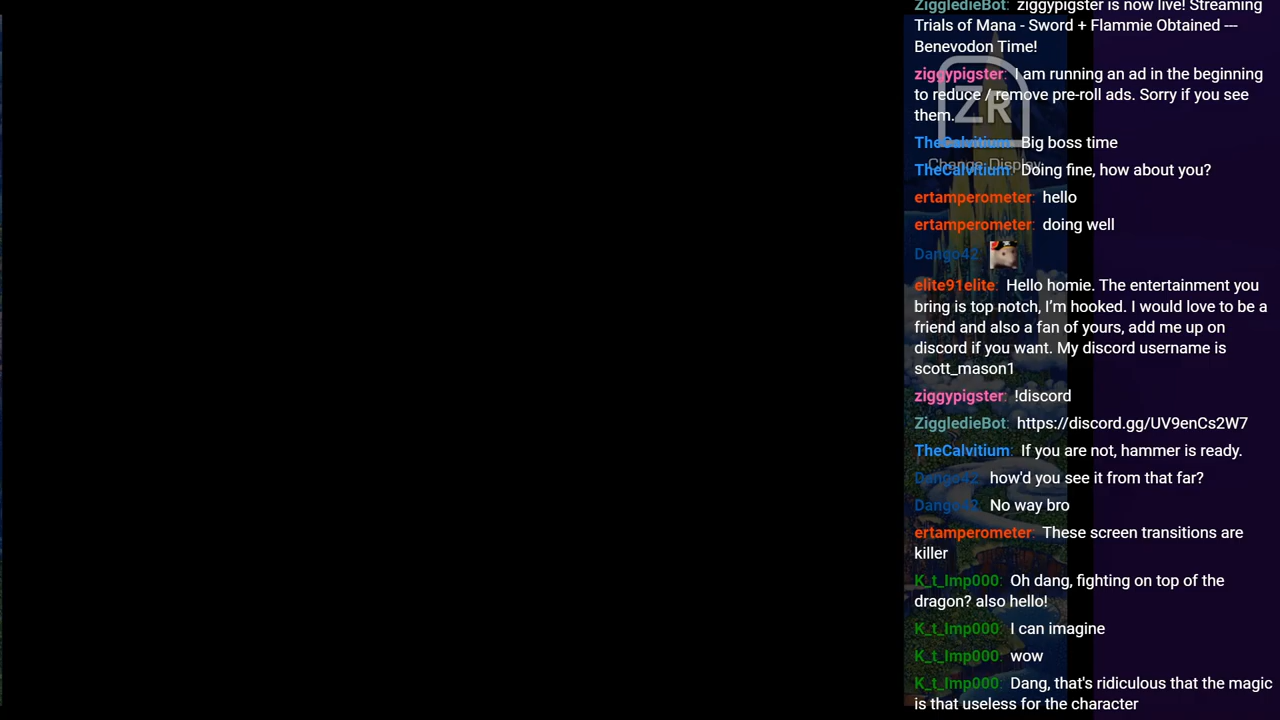 ZiggledieBot: ziggypigster is now live! Streaming
Trials of Mana - Sword + Flammie Obtained ---
Benevodon Time!
ziggypigster: I am running an ad in the beginning
to reduce / remove pre-roll ads. Sorry if you see
them.
ZR
TheCalvitium: Big boss time
Change Display
TheCalvitium: Doing fine, how about you?
ertamperometer: hello
ertamperometer: doing well
Dango42:
elite91elite: Hello homie. The entertainment you
bring is top notch, I’m hooked. I would love to be a
friend and also a fan of yours, add me up on
discord if you want. My discord username is
scott_mason1
ziggypigster: !discord
ZiggledieBot: https://discord.gg/UV9enCs2W7
TheCalvitium: If you are not, hammer is ready.
Dango42: how'd you see it from that far?
Dango42: No way bro
ertamperometer: These screen transitions are
killer
K_t_Imp000: Oh dang, fighting on top of the
dragon? also hello!
K_t_Imp000: I can imagine
K_t_Imp000: wow
K_t_Imp000: Dang, that's ridiculous that the magic
is that useless for the character